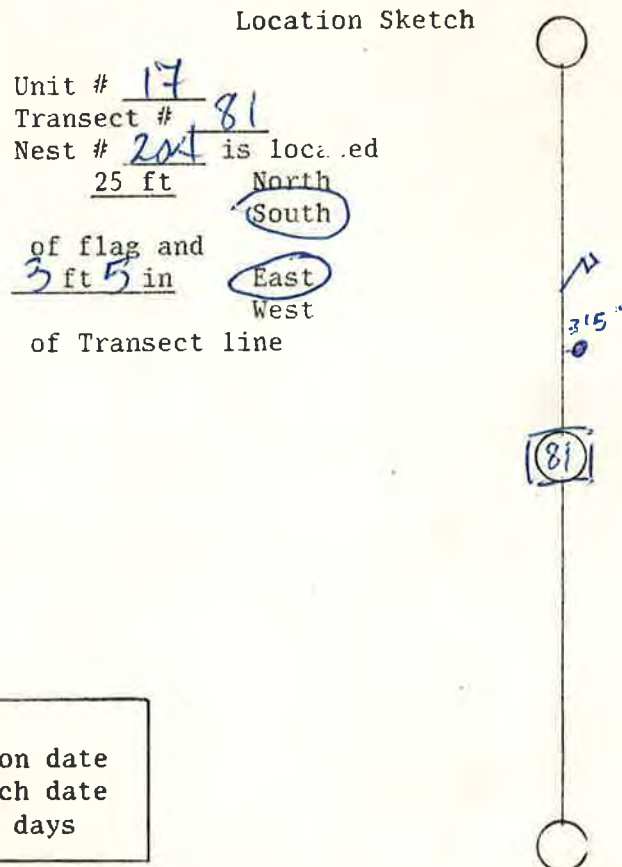 Location Sketch
Unit # 17
Transect # 81
Nest # is located
25 ft North
South
of flag and
3 ft 5 in East
West
of Transect line
N
3'5"
81
on date
ch date
days